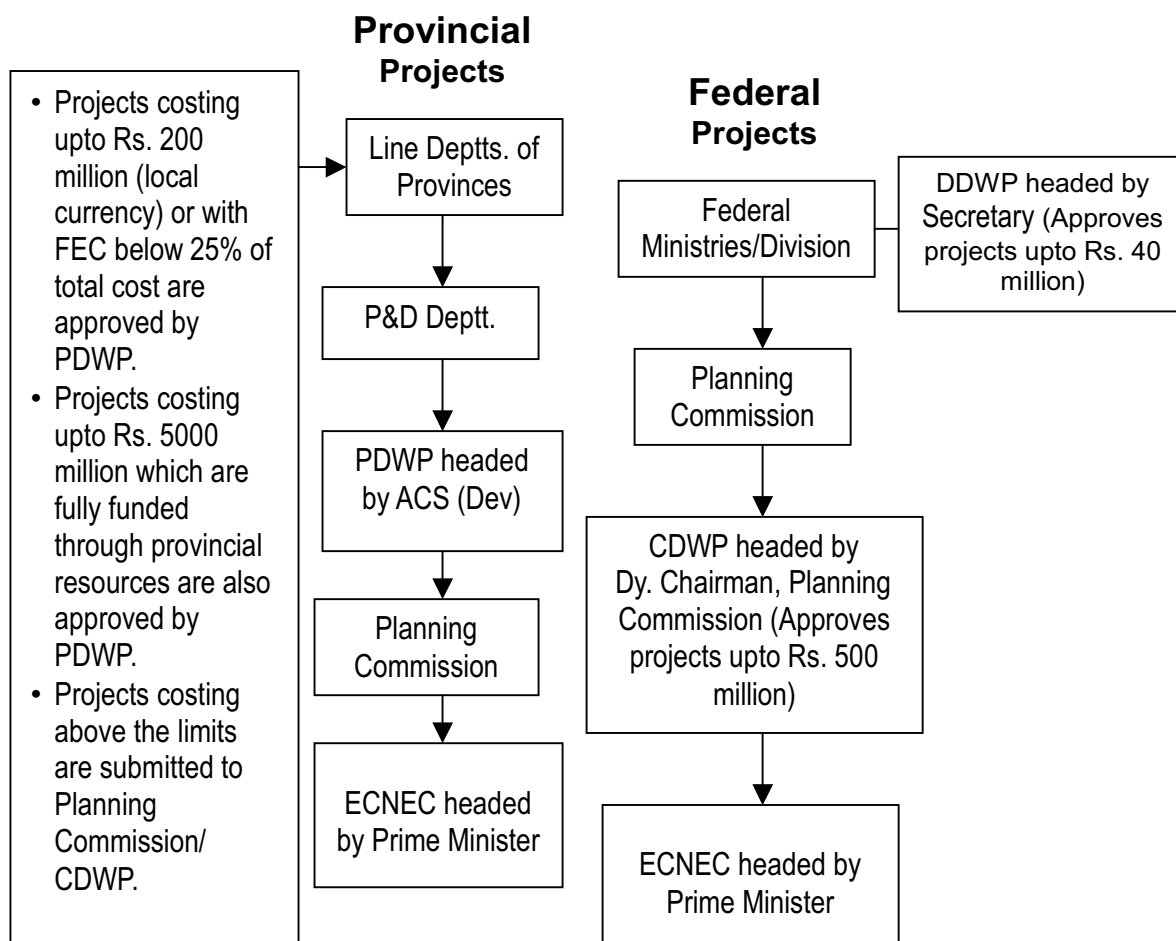 Provincial
Projects
• Projects costing
upto Rs. 200
million (local
currency) or with
FEC below 25% of
total cost are
approved by
PDWP.
• Projects costing
upto Rs. 5000
million which are
fully funded
through provincial
resources are also
approved by
PDWP.
• Projects costing
above the limits
are submitted to
Planning
Commission/
CDWP.
Line Deptts. of
Provinces
P&D Deptt.
PDWP headed
by ACS (Dev)
Planning
Commission
ECNEC headed
by Prime Minister
Federal
Projects
Federal
Ministries/Division
DDWP headed by
Secretary (Approves
projects upto Rs. 40
million)
Planning
Commission
CDWP headed by
Dy. Chairman, Planning
Commission (Approves
projects upto Rs. 500
million)
ECNEC headed by
Prime Minister